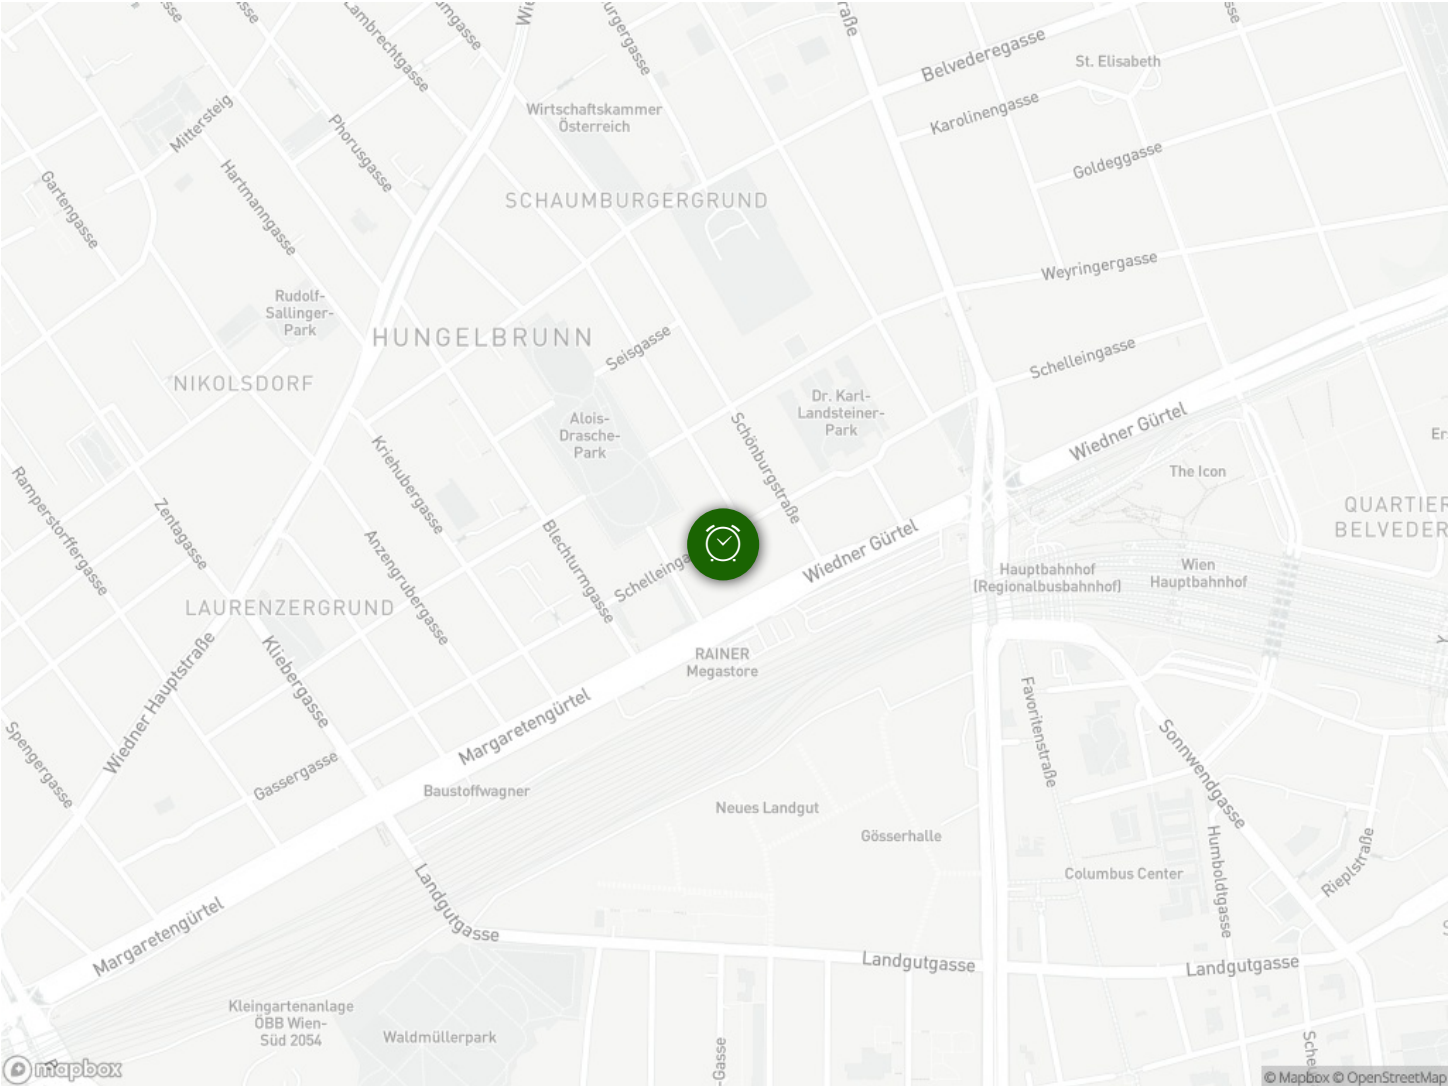 Lambrechtgasse
Belvederegasse
St. Elisabeth
Mittersteig
Phorusgasse
Wirtschaftskammer
Österreich
Karolinengasse
Goldeggasse
Gartengasse
Hartmanngasse
SCHAUMBURGERGRUND
Weyringergasse
Rudolf-
Sallinger-
Park
HUNGELBRUNN
Seisgasse
Schelleingasse
NIKOLSDORF
Dr. Karl-
Landsteiner-
Park
Alois-
Drasche-
Park
Schönburgstraße
Wiedner Gürtel
Kriehubergasse
The Icon
Ramperstorffergasse
Zentagasse
QUARTIER
BELVEDER
Anzengrubergasse
Blechturmgasse
Schelleinga
Wiedner Gürtel
Hauptbahnhof
(Regionalbusbahnhof)
Wien
Hauptbahnhof
LAURENZERGRUND
Wiedner Hauptstraße
Kliebergasse
RAINER
Megastore
Favoritenstraße
Margaretengürtel
Spengergasse
Gassergasse
Sonnwendgasse
Baustoffwagner
Neues Landgut
Gösserhalle
Humboldtgasse
Columbus Center
Rieplstraße
Landgutgasse
Margaretengürtel
Landgutgasse
Landgutgasse
Kleingartenanlage
ÖBB Wien-
Süd 2054
Waldmüllerpark
-Gasse
Sche
mapbox
© Mapbox © OpenStreetMap